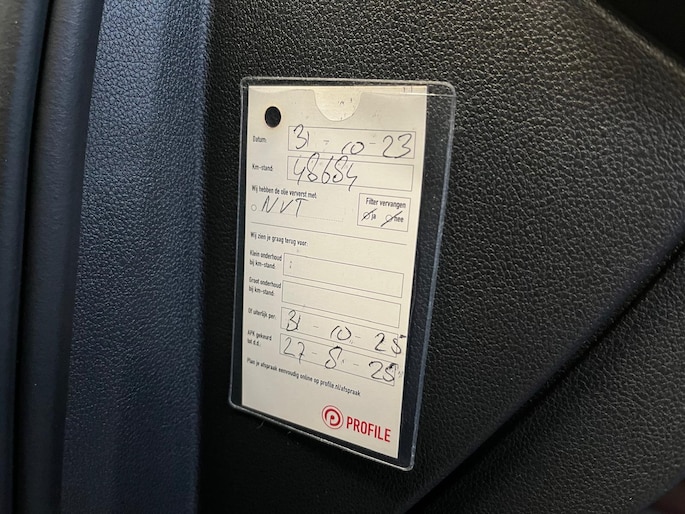 Datum: 31 - 10 - 23
Km-stand: 48684
Wij hebben de olie ververst met:
NVT
Filter vervangen
ja nee
Wij zien je graag terug voor:
Klein onderhoud
bij km-stand:
Groot onderhoud
bij km-stand:
Of uiterlijk per: 31 - 10 - 25
APK gekeurd
tot d.d.: 27 - 8 - 25
Plan je afspraak eenvoudig online op profile.nl/afspraak
PROFILE